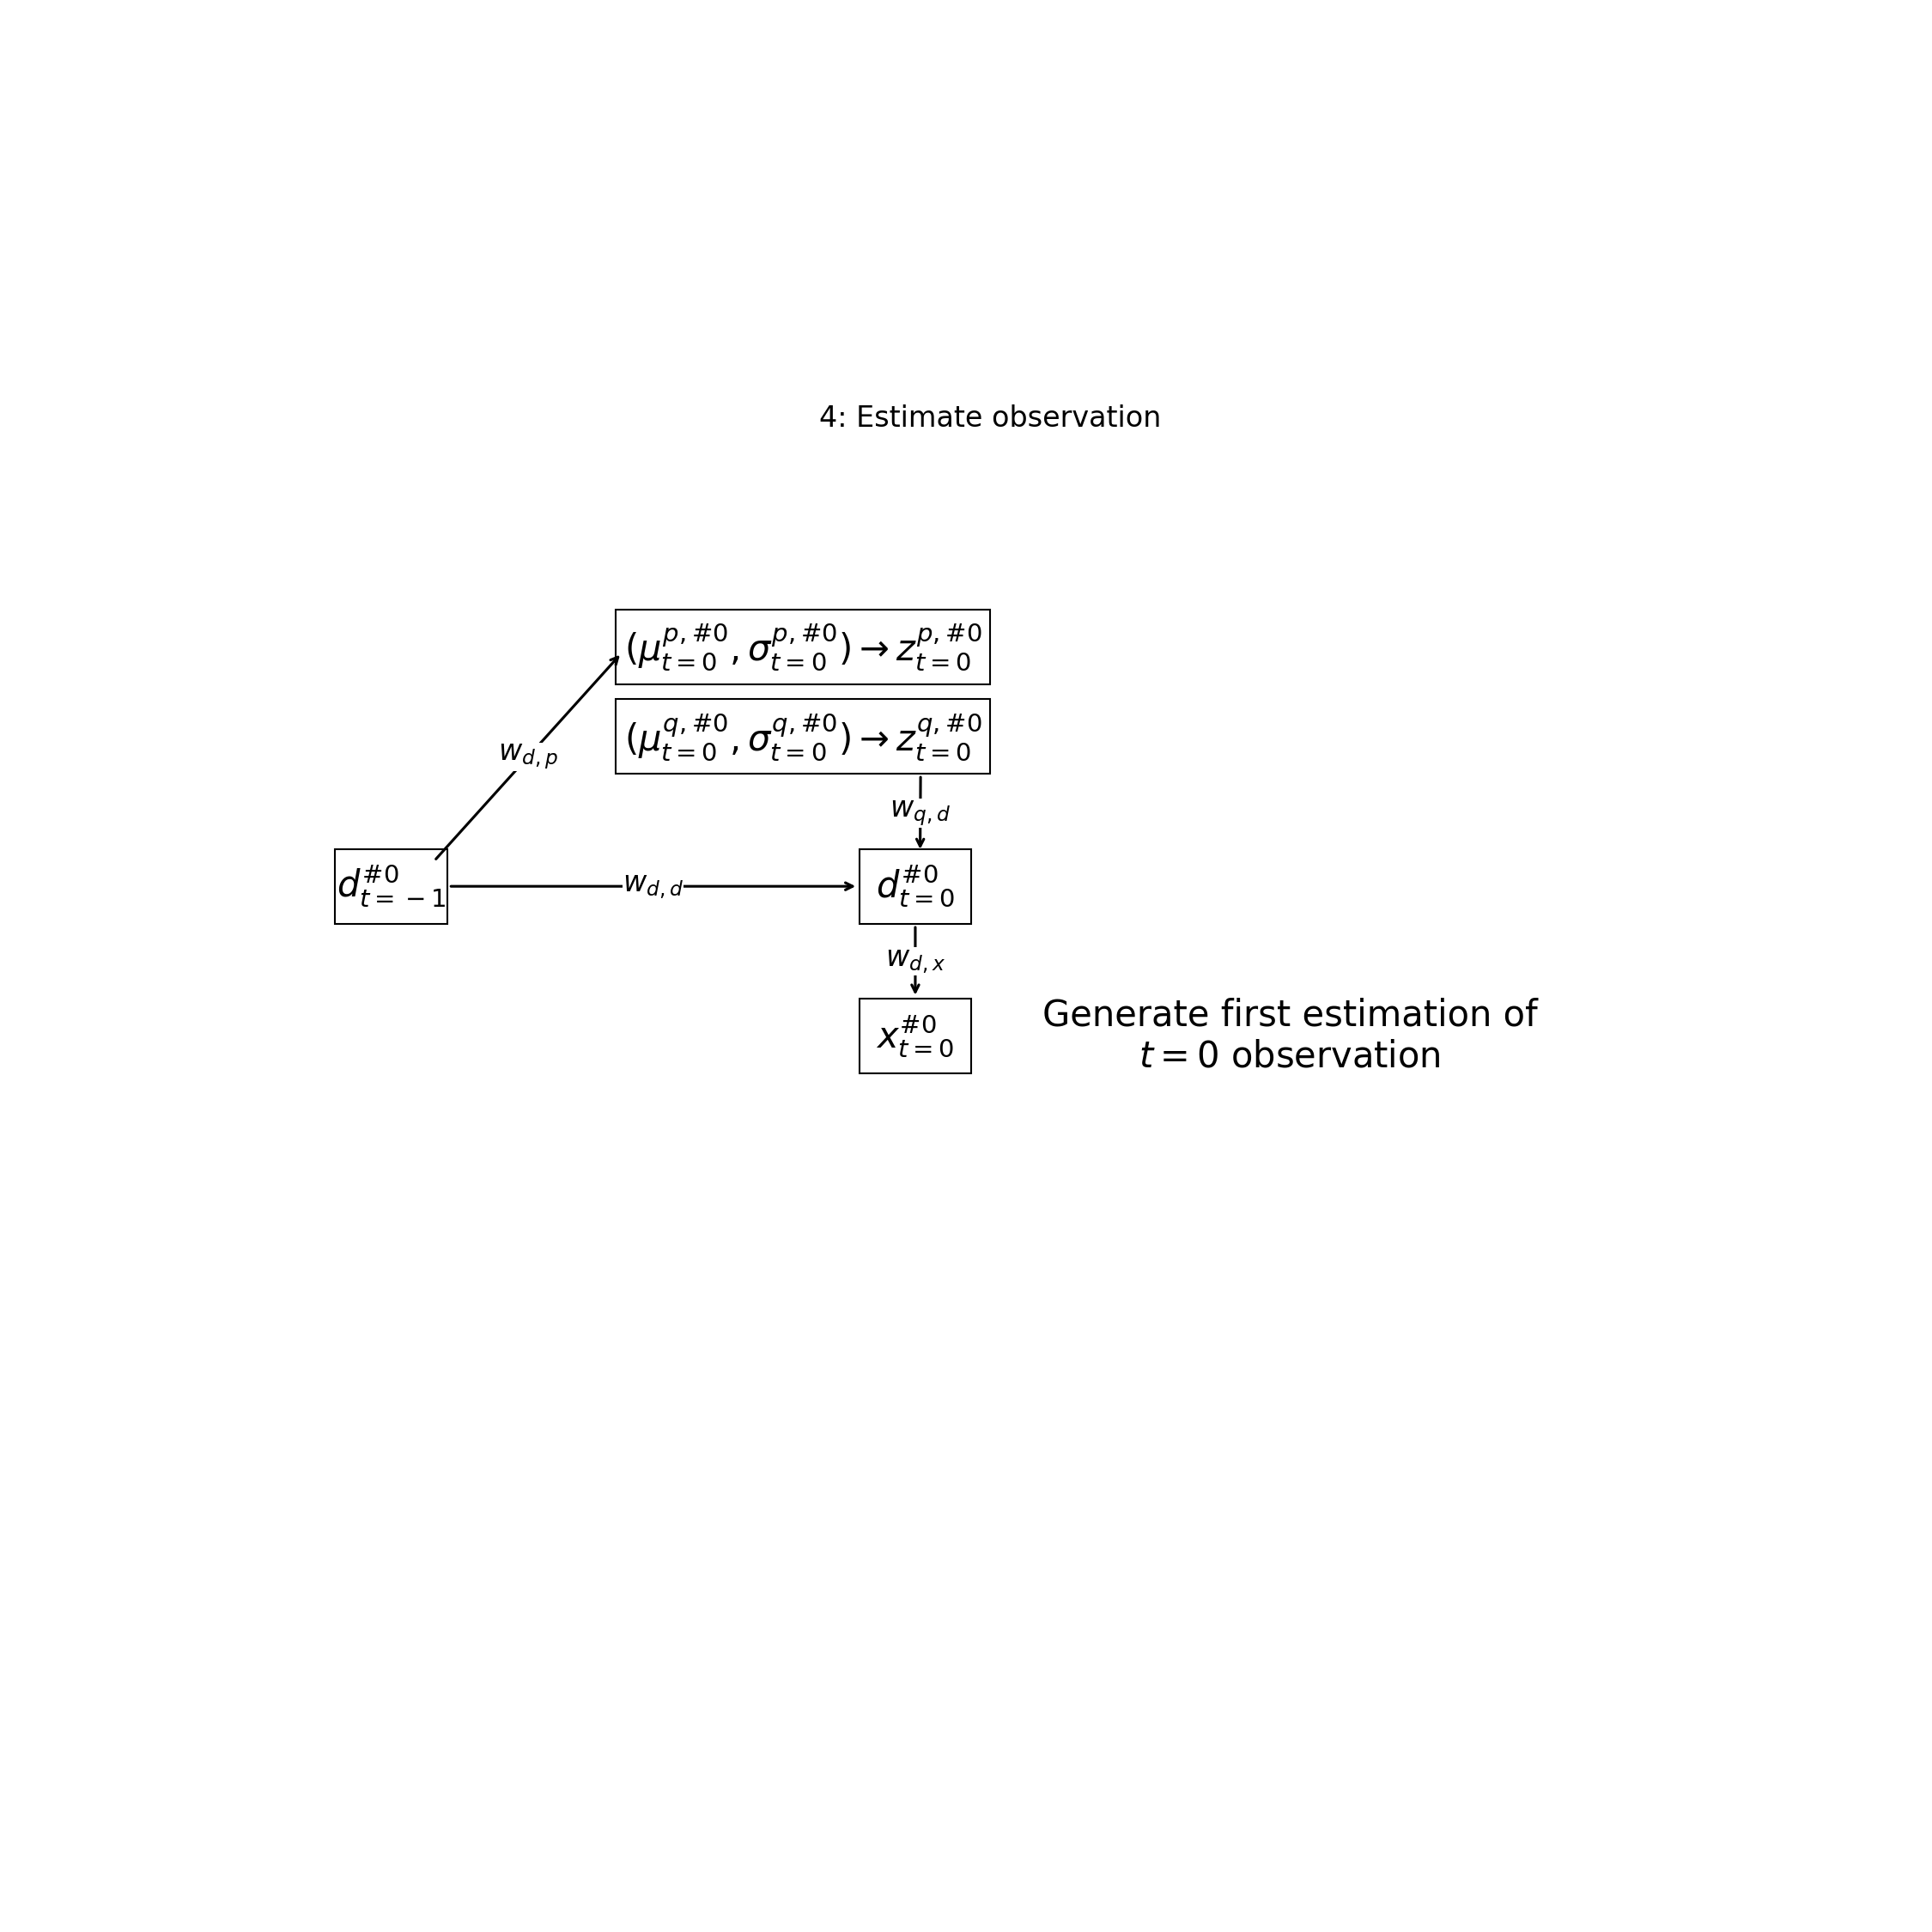 4: Estimate observation
$(\mu_{t=0}^{p,\#0}, \sigma_{t=0}^{p,\#0}) \rightarrow z_{t=0}^{p,\#0}$
$(\mu_{t=0}^{q,\#0}, \sigma_{t=0}^{q,\#0}) \rightarrow z_{t=0}^{q,\#0}$
$w_{d,p}$
$w_{q,d}$
$d_{t=-1}^{\#0}$
$w_{d,d}$
$d_{t=0}^{\#0}$
$w_{d,x}$
$x_{t=0}^{\#0}$
Generate first estimation of
$t = 0$ observation